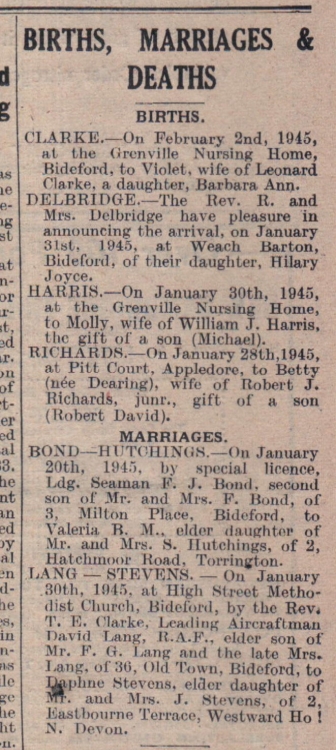 BIRTHS, MARRIAGES &
DEATHS
BIRTHS.
CLARKE.—On February 2nd, 1945,
at the Grenville Nursing Home,
Bideford, to Violet, wife of Leonard
Clarke, a daughter, Barbara Ann.
DELBRIDGE.—The Rev. R. and
Mrs. Delbridge have pleasure in
announcing the arrival, on January
31st, 1945, at Weach Barton,
Bideford, of their daughter, Hilary
Joyce.
HARRIS.—On January 30th, 1945,
at the Grenville Nursing Home,
to Molly, wife of William J. Harris,
the gift of a son (Michael).
RICHARDS.—On January 28th,1945,
at Pitt Court, Appledore, to Betty
(née Dearing), wife of Robert J.
Richards, junr., gift of a son
(Robert David).
MARRIAGES.
BOND—HUTCHINGS.—On January
20th, 1945, by special licence,
Ldg. Seaman F. J. Bond, second
son of Mr. and Mrs. F. Bond, of
3, Milton Place, Bideford, to
Valeria B. M., elder daughter of
Mr. and Mrs. S. Hutchings, of 2,
Hatchmoor Road, Torrington.
LANG — STEVENS. — On January
30th, 1945, at High Street Metho-
dist Church, Bideford, by the Rev.
T. E. Clarke, Leading Aircraftman
David Lang, R.A.F., elder son of
Mr. F. G. Lang and the late Mrs.
Lang, of 36, Old Town, Bideford, to
Daphne Stevens, elder daughter of
Mr. and Mrs. J. Stevens, of 2,
Eastbourne Terrace, Westward Ho !
N. Devon.